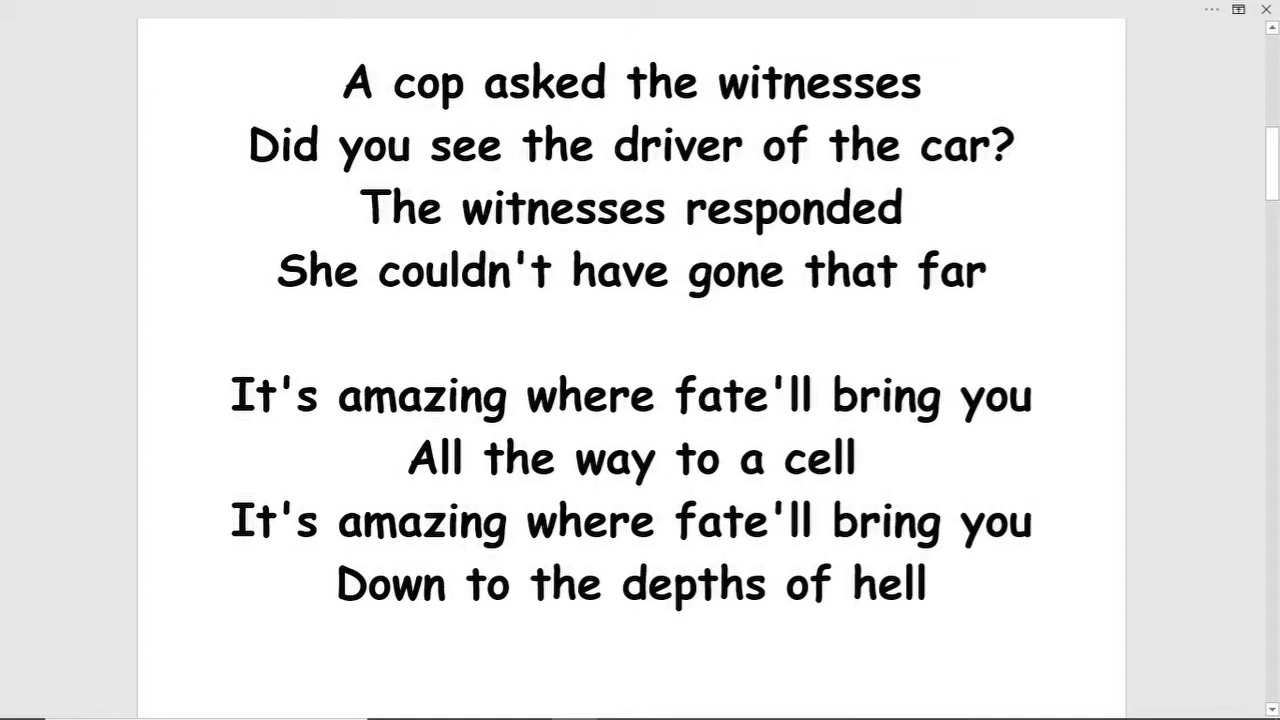 A cop asked the witnesses
Did you see the driver of the car?
The witnesses responded
She couldn't have gone that far
It's amazing where fate'll bring you
All the way to a cell
It's amazing where fate'll bring you
Down to the depths of hell